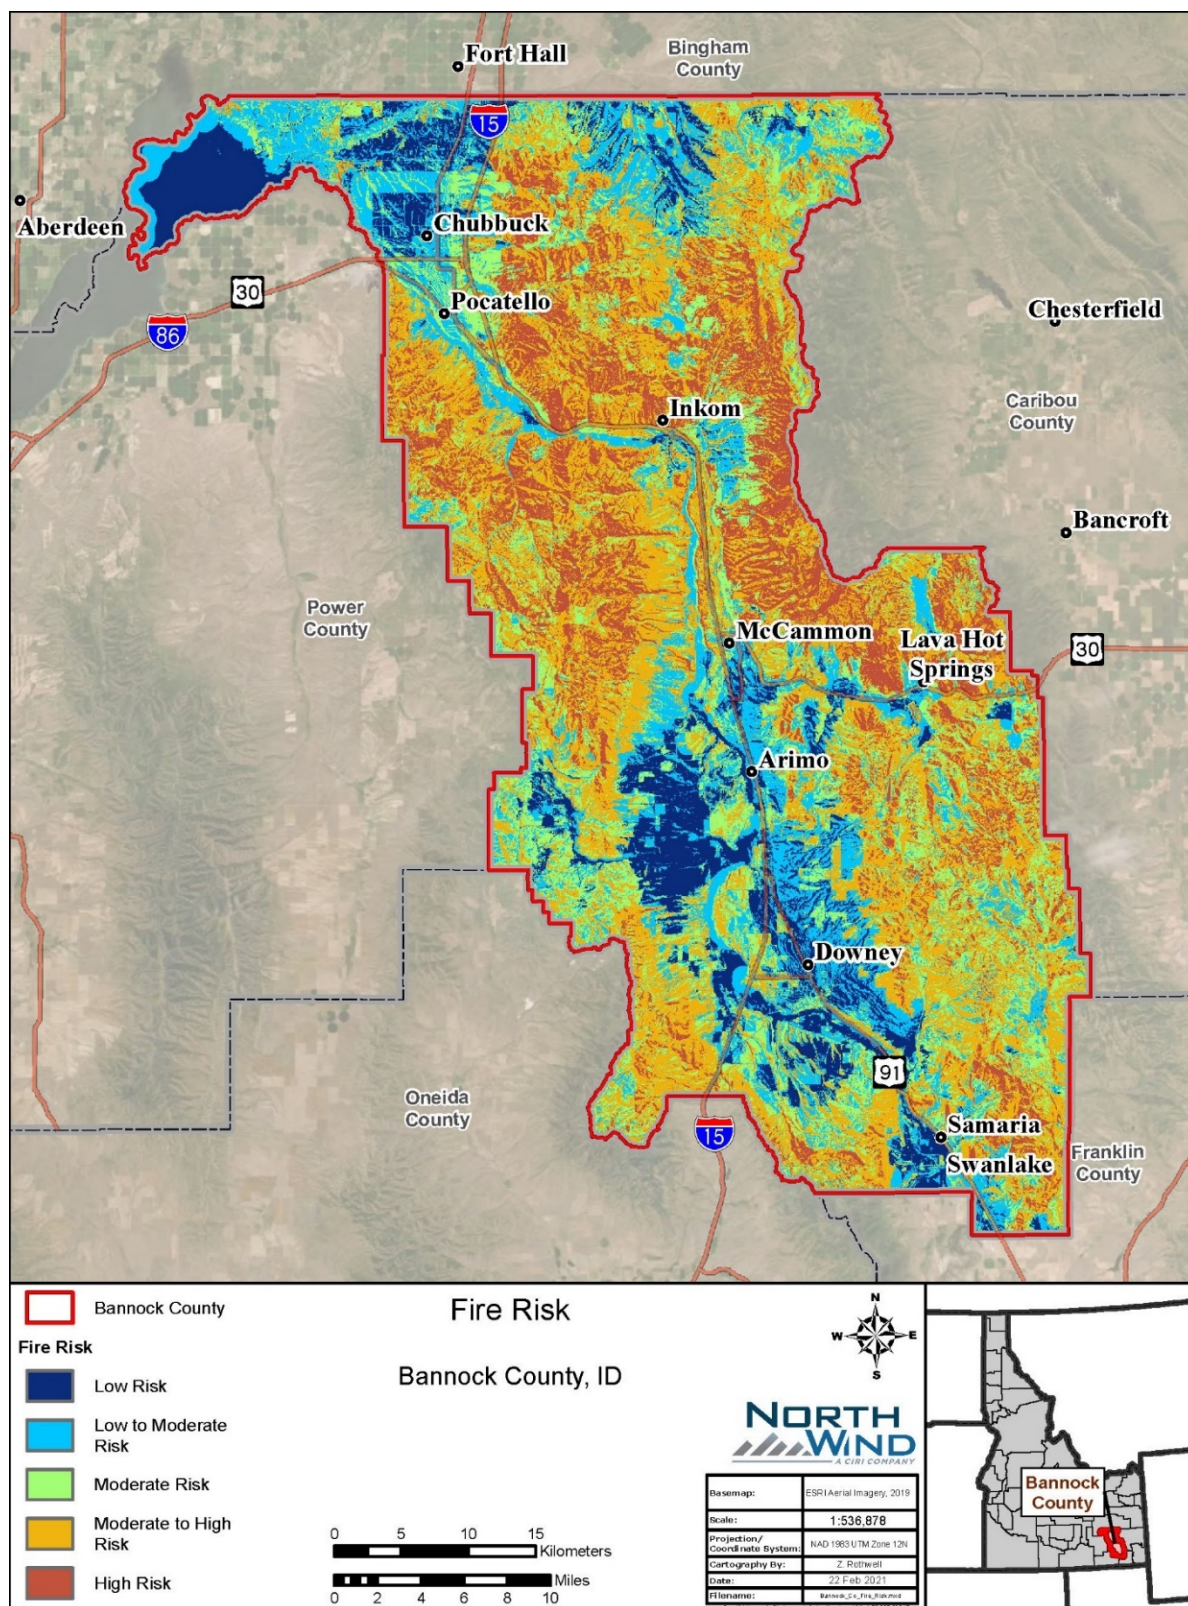 Fort Hall
Bingham
County
15
Aberdeen
Chubbuck
30
Pocatello
86
Chesterfield
Inkom
Caribou
County
Bancroft
Power
County
McCammon
Lava Hot
Springs
30
Arimo
Downey
91
Oneida
County
15
Samaria
Swanlake
Franklin
County
Bannock County
Fire Risk
Low Risk
Low to Moderate
Risk
Moderate Risk
Moderate to High
Risk
High Risk
Fire Risk
Bannock County, ID
N
W E
S
NORTH
WIND
A CIRI COMPANY
0 5 10 15
Kilometers
Miles
0 2 4 6 8 10
Basemap: ESRI Aerial Imagery, 2019
Scale: 1:536,878
Projection/
Coordinate System: NAD 1983 UTM Zone 12N
Cartography By: Z. Rothwell
Date: 22 Feb 2021
Filename: Bannock_Co_Fire_Risk.mxd
Bannock
County